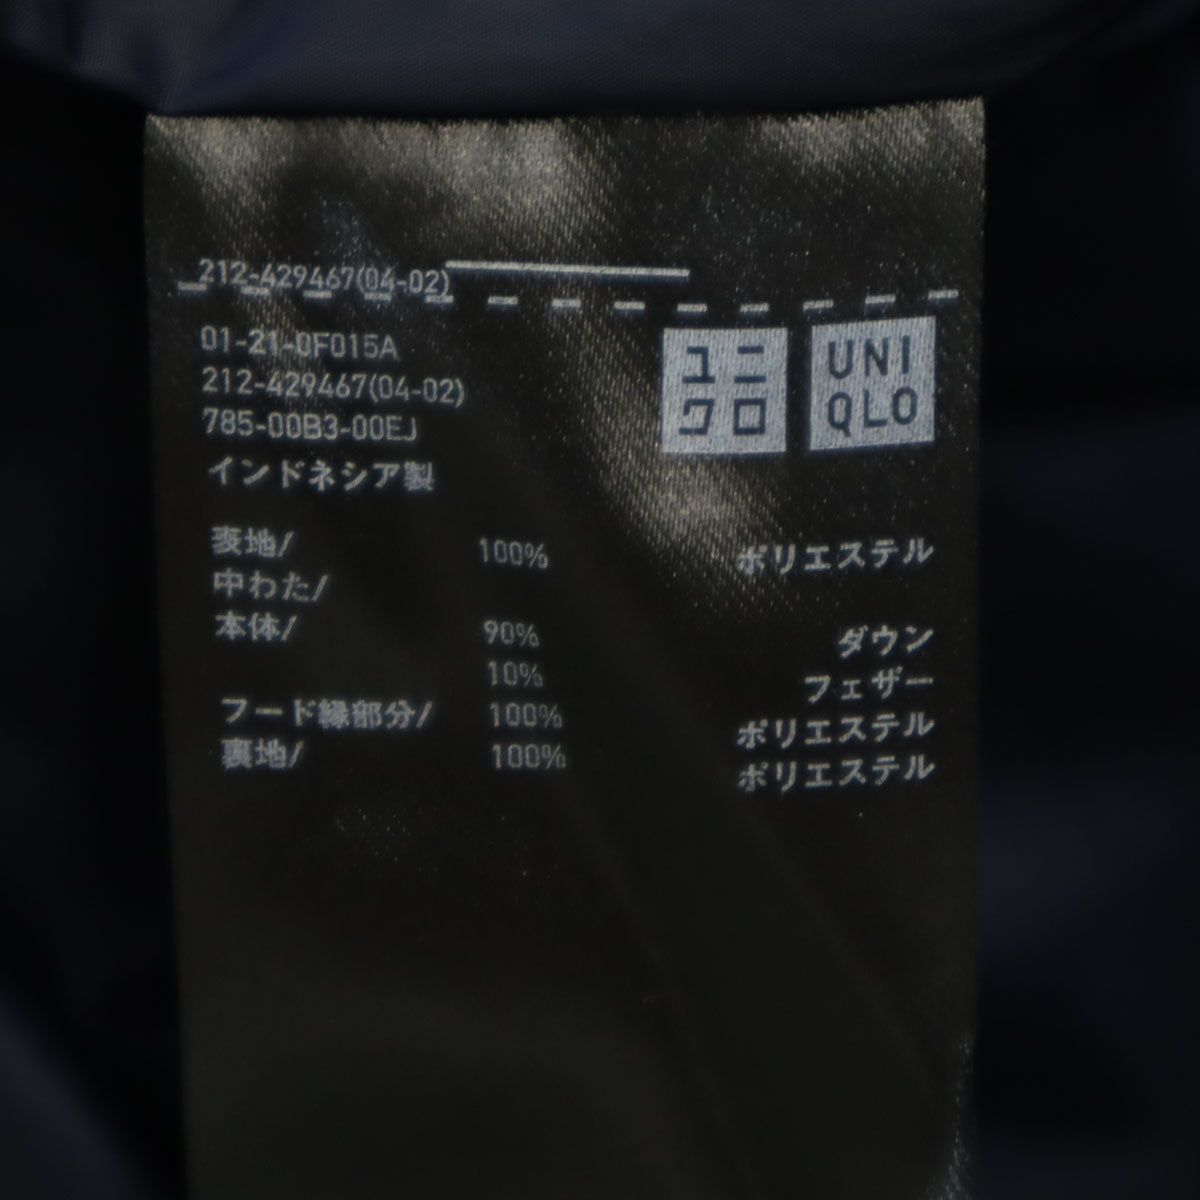 212-429467(04-02)
01-21-0F015A
212-429467(04-02)
785-00B3-00EJ
インドネシア製
ユニ
クロ
UNI
QLO
表地/ 100% ポリエステル
中わた/
本体/ 90% ダウン
10% フェザー
フード縁部分/ 100% ポリエステル
裏地/ 100% ポリエステル